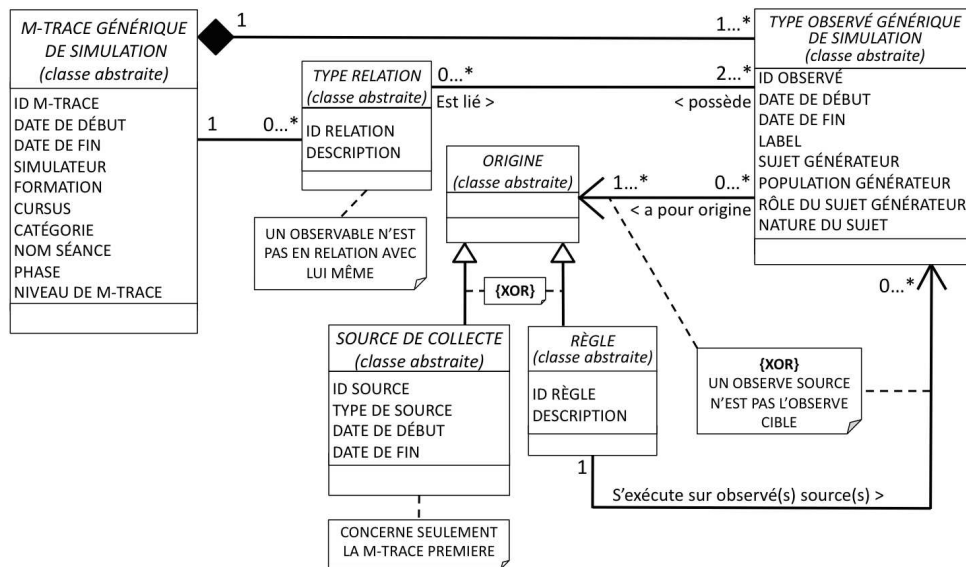 M-TRACE GÉNÉRIQUE
DE SIMULATION
(classe abstraite)
ID M-TRACE
DATE DE DÉBUT
DATE DE FIN
SIMULATEUR
FORMATION
CURSUS
CATÉGORIE
NOM SÉANCE
PHASE
NIVEAU DE M-TRACE
1
1...*
TYPE OBSERVÉ GÉNÉRIQUE
DE SIMULATION
(classe abstraite)
ID OBSERVÉ
DATE DE DÉBUT
DATE DE FIN
LABEL
SUJET GÉNÉRATEUR
POPULATION GÉNÉRATEUR
RÔLE DU SUJET GÉNÉRATEUR
NATURE DU SUJET
TYPE RELATION
(classe abstraite)
ID RELATION
DESCRIPTION
0...*
2...*
Est lié >
< possède
1
0...*
UN OBSERVABLE N'EST
PAS EN RELATION AVEC
LUI MÊME
ORIGINE
(classe abstraite)
1...*
0...*
< a pour origine
{XOR}
SOURCE DE COLLECTE
(classe abstraite)
ID SOURCE
TYPE DE SOURCE
DATE DE DÉBUT
DATE DE FIN
RÈGLE
(classe abstraite)
ID RÈGLE
DESCRIPTION
0...*
{XOR}
UN OBSERVE SOURCE
N'EST PAS L'OBSERVE
CIBLE
1
S'exécute sur observé(s) source(s) >
CONCERNE SEULEMENT
LA M-TRACE PREMIERE